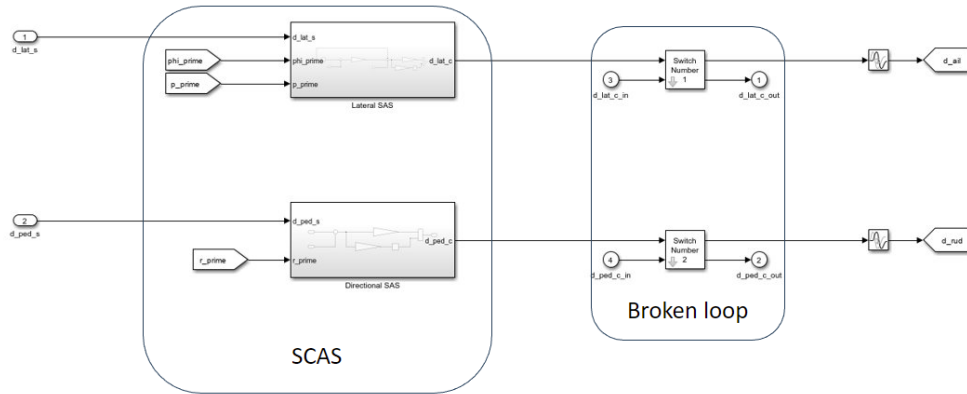 1
d_lat_s
phi_prime
p_prime
d_lat_s
phi_prime
p_prime
d_lat_c
Lateral SAS
3
d_lat_c_in
Switch
Number
1
1
d_lat_c_out
d_ail
2
d_ped_s
r_prime
d_ped_s
r_prime
d_ped_c
Directional SAS
4
d_ped_c_in
Switch
Number
2
2
d_ped_c_out
d_rud
SCAS
Broken loop